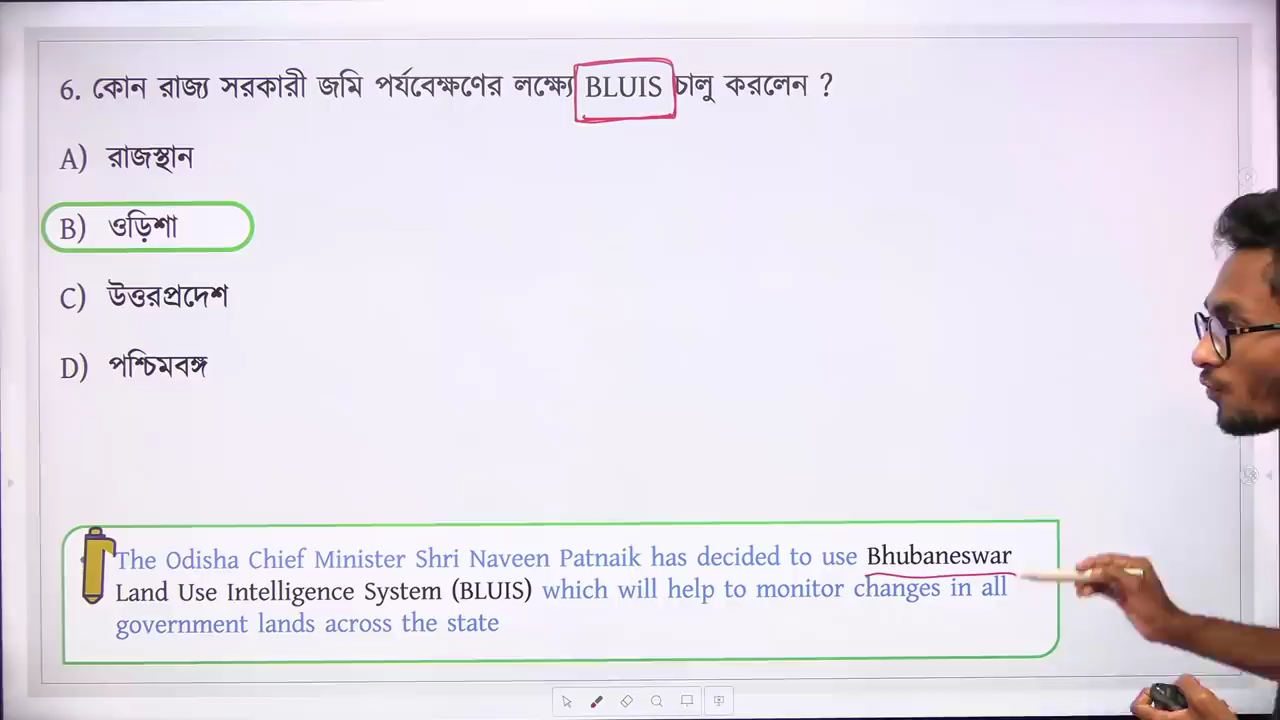 6. কোন রাজ্য সরকারী জমি পর্যবেক্ষণের লক্ষ্যে BLUIS চালু করলেন ?
A) রাজস্থান
B) ওড়িশা
C) উত্তরপ্রদেশ
D) পশ্চিমবঙ্গ
The Odisha Chief Minister Shri Naveen Patnaik has decided to use Bhubaneswar
Land Use Intelligence System (BLUIS) which will help to monitor changes in all
government lands across the state